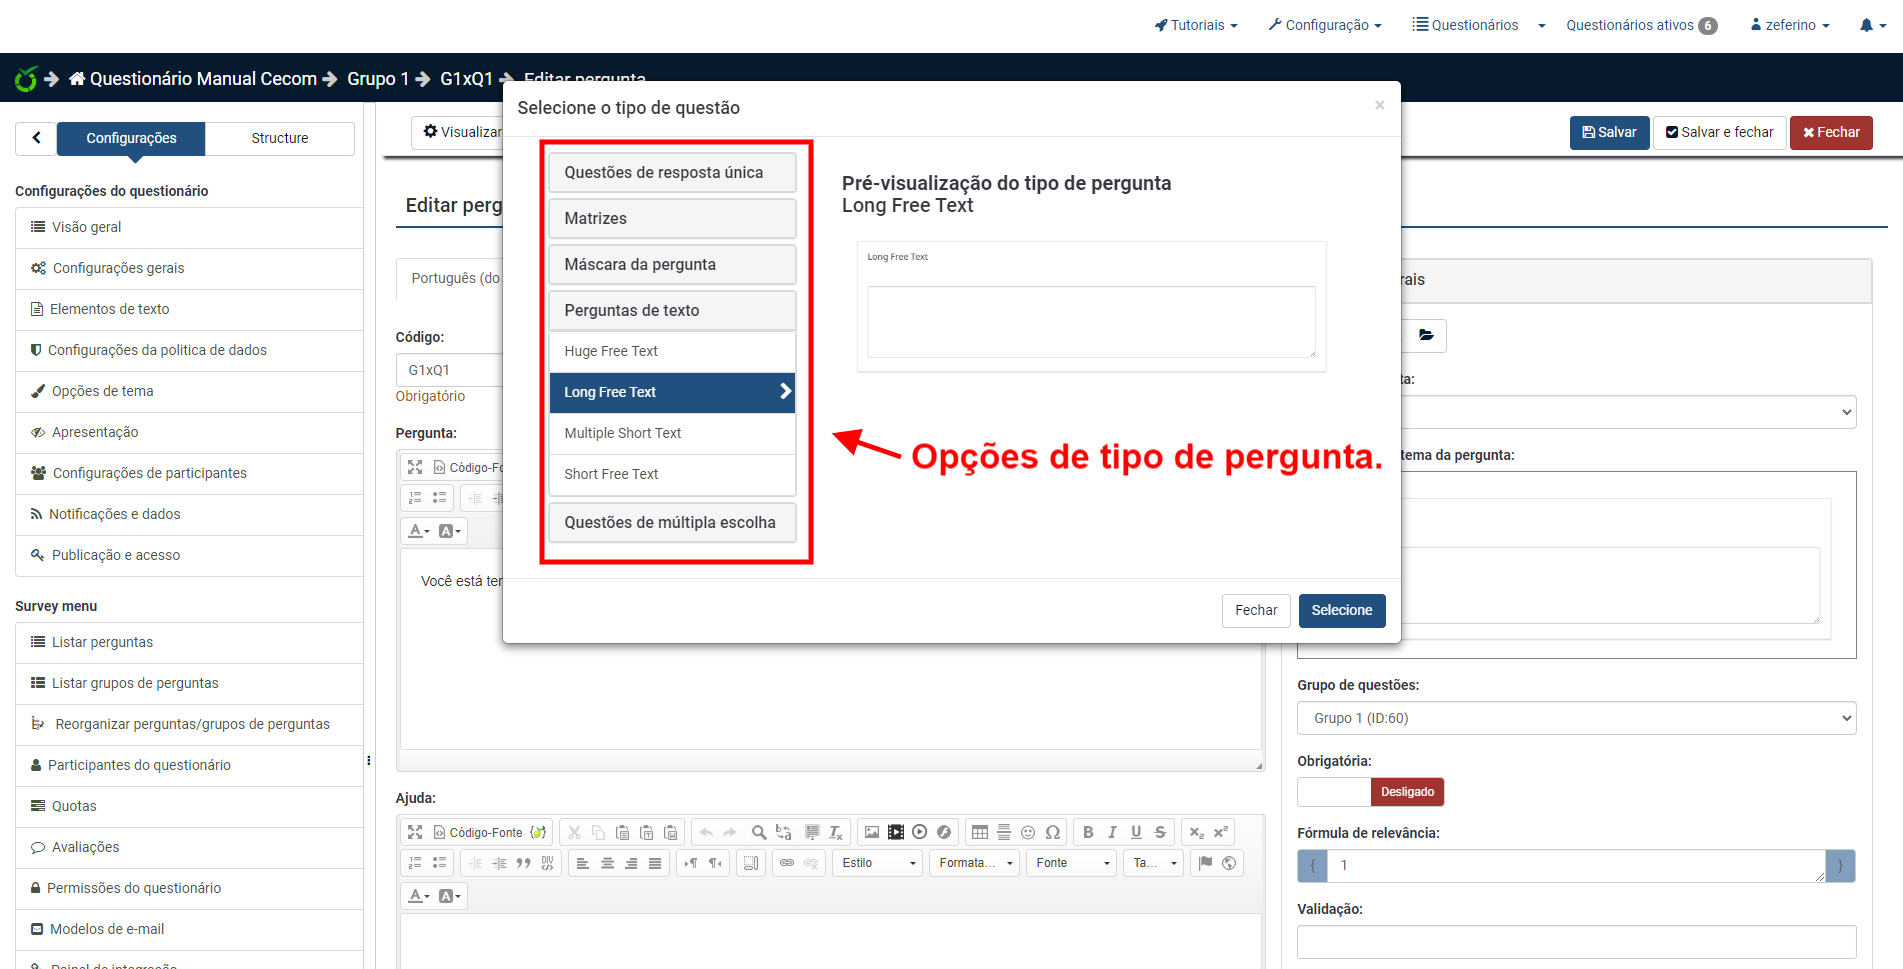 Tutoriais
Configuração
Questionários
Questionários ativos 6
zeferino
Questionário Manual Cecom
Grupo 1
G1xQ1
Editar pergunta
Configurações
Structure
Visualizar
Salvar
Salvar e fechar
Fechar
Configurações do questionário
Visão geral
Configurações gerais
Elementos de texto
Configurações da politica de dados
Opções de tema
Apresentação
Configurações de participantes
Notificações e dados
Publicação e acesso
Survey menu
Listar perguntas
Listar grupos de perguntas
Reorganizar perguntas/grupos de perguntas
Participantes do questionário
Quotas
Avaliações
Permissões do questionário
Modelos de e-mail
Painel de integração
Editar perg
Português (do
Código:
G1xQ1
Obrigatório
Pergunta:
Código-Fo
Você está ter
Selecione o tipo de questão
×
Questões de resposta única
Matrizes
Máscara da pergunta
Perguntas de texto
Huge Free Text
Long Free Text
Multiple Short Text
Short Free Text
Questões de múltipla escolha
Pré-visualização do tipo de pergunta
Long Free Text
Long Free Text
Opções de tipo de pergunta.
Fechar
Selecione
rais
ta:
tema da pergunta:
Grupo de questões:
Grupo 1 (ID:60)
Obrigatória:
Desligado
Fórmula de relevância:
{ 1 }
Validação:
Ajuda:
Código-Fonte
Estilo
Formata...
Fonte
Ta...